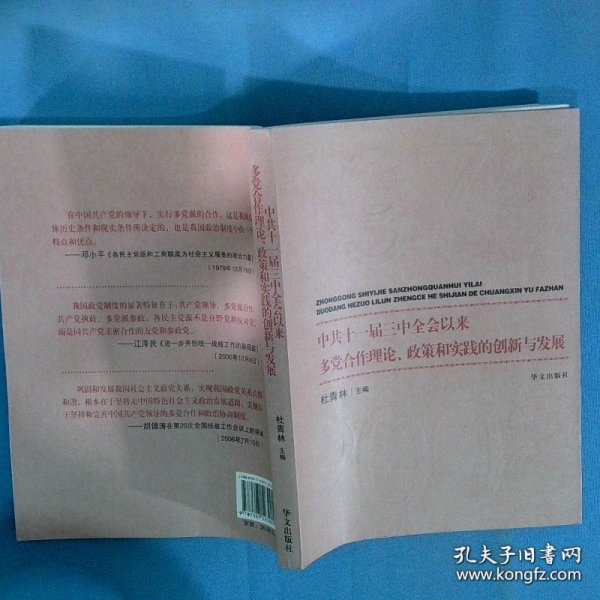 在中国共产党的领导下，实行多党派的合作，这是我国
体历史条件和现实条件所决定的，也是我国政治制度中的一个
特点和优点。
——邓小平《各民主党派和工商联是为社会主义服务的政治力量》
（1979年10月19日）
我国政党制度的显著特征在于：共产党领导、多党派合作，
共产党执政、多党派参政，各民主党派不是在野党和反对党，
而是同共产党亲密合作的友党和参政党。
——江泽民《进一步开创统一战线工作的新局面》
（2000年12月4日）
巩固和发展我国社会主义政党关系，实现我国政党关系长期
和谐，根本在于坚持走中国特色社会主义政治发展道路，关键在
于坚持和完善中国共产党领导的多党合作和政治协商制度。
——胡锦涛在第20次全国统战工作会议上的讲话
（2006年7月10日）
中共十一届三中全会以来
多党合作理论、政策和实践的创新与发展
杜青林 主编
华文出版社
ZHONGGONG SHIYIJIE SANZHONGQUANHUI YILAI
DUODANG HEZUO LILUN ZHENGCE HE SHIJIAN DE CHUANGXIN YU FAZHAN
中共十一届三中全会以来
多党合作理论、政策和实践的创新与发展
华文出版社
杜青林 主编
孔夫子旧书网
www.kongfz.com